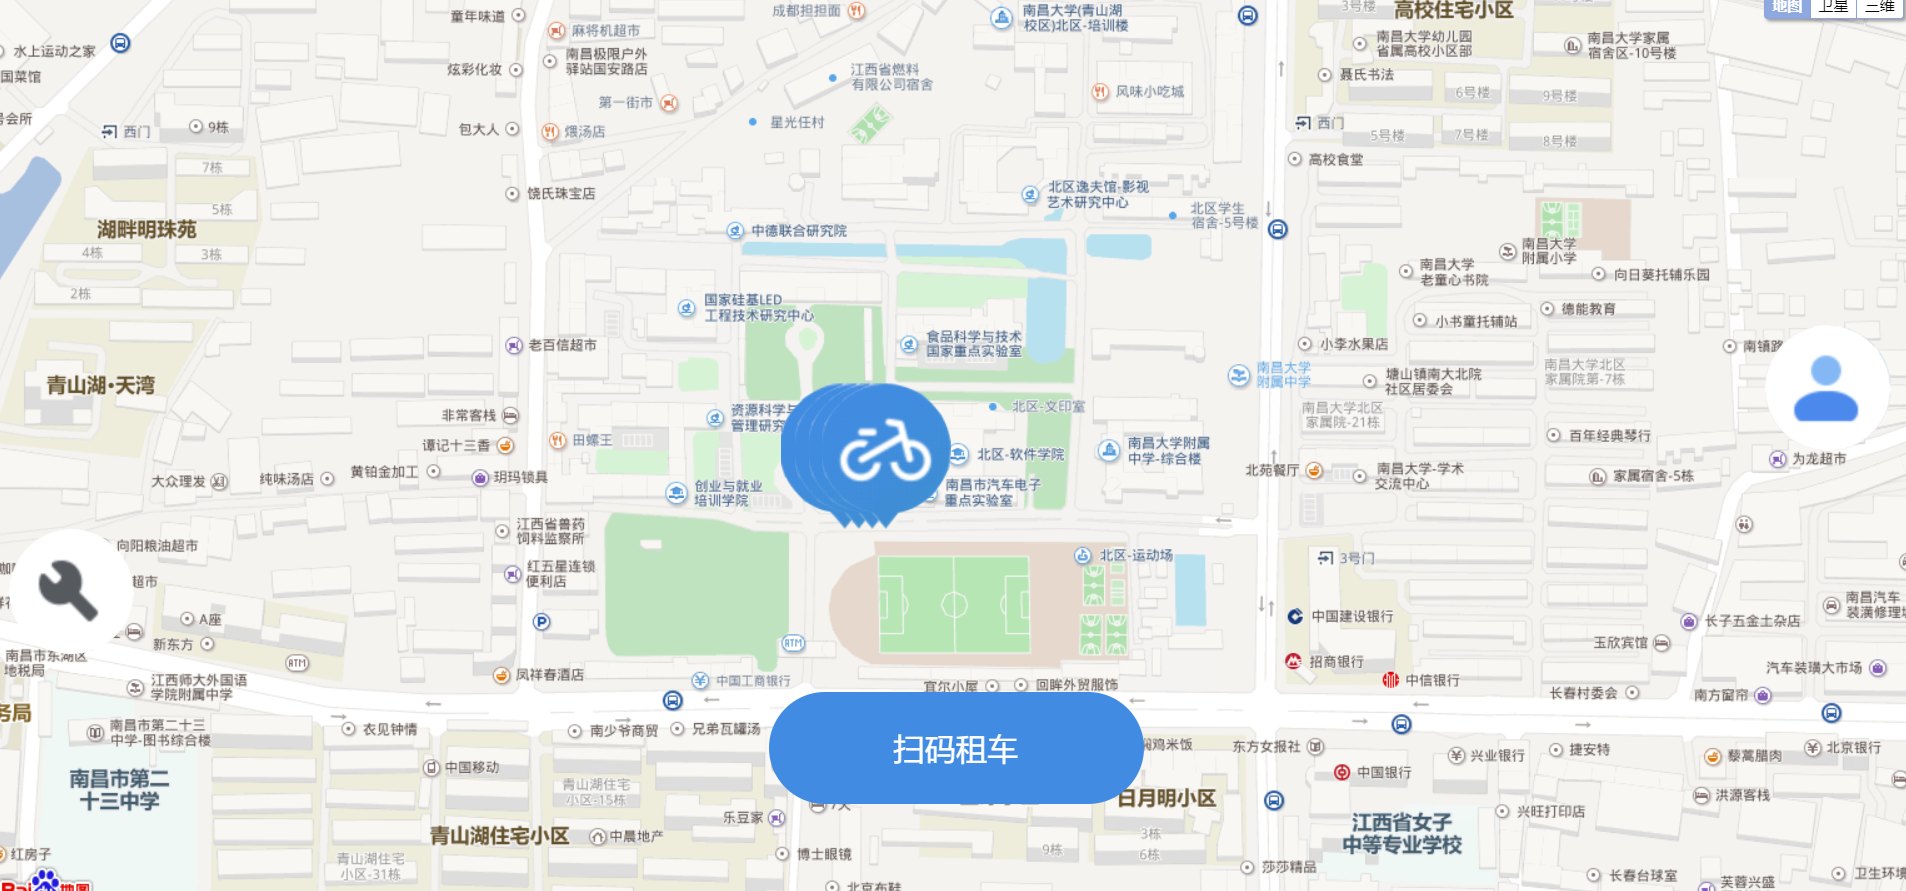 童年味道
成都担担面
南昌大学(青山湖
校区)北区-培训楼
3号楼
高校住宅小区
地图
卫星
三维
水上运动之家
国菜馆
麻将机超市
南昌极限户外
驿站国安路店
炫彩化妆
江西省燃料
有限公司宿舍
第一街市
风味小吃城
南昌大学幼儿园
省属高校小区部
南昌大学家属
宿舍区-10号楼
聂氏书法
6号楼
9号楼
号会所
西门
9栋
包大人
煨汤店
星光任村
西门
5号楼
7号楼
8号楼
高校食堂
7栋
饶氏珠宝店
北区逸夫馆-影视
艺术研究中心
5栋
湖畔明珠苑
中德联合研究院
北区学生
宿舍-5号楼
4栋
3栋
南昌大学
附属小学
南昌大学
老童心书院
向日葵托辅乐园
2栋
国家硅基LED
工程技术研究中心
德能教育
小书童托辅站
老百信超市
食品科学与技术
国家重点实验室
小李水果店
南镇路
青山湖·天湾
南昌大学
附属中学
塘山镇南大北院
社区居委会
南昌大学北区
家属院第-7栋
非常客栈
资源科学与
管理研究
北区-文印室
南昌大学北区
家属院-21栋
谭记十三香
田螺王
北区-软件学院
南昌大学附属
中学-综合楼
百年经典琴行
为龙超市
大众理发
纯味汤店
黄铂金加工
玥玛锁具
创业与就业
培训学院
南昌市汽车电子
重点实验室
北苑餐厅
南昌大学-学术
交流中心
家属宿舍-5栋
江西省兽药
饲料监察所
向阳粮油超市
北区-运动场
3号门
红五星连锁
便利店
超市
A座
新东方
P
ATM
ATM
中国建设银行
南昌汽车
装潢修理
长子五金土杂店
玉欣宾馆
南昌市东湖区
地税局
江西师大外国语
学院附属中学
凤祥春酒店
中国工商银行
宜尔小屋
回眸外贸服饰
招商银行
中信银行
汽车装璜大市场
长春村委会
南方窗帘
务局
南昌市第二十三
中学-图书综合楼
衣见钟情
南少爷商贸
兄弟瓦罐汤
扫码租车
鸡米饭
东方女报社
兴业银行
捷安特
藜蒿腊肉
北京银行
南昌市第二
十三中学
中国移动
青山湖住宅
小区-15栋
中国银行
洪源客栈
日月明小区
兴旺打印店
乐豆家
青山湖住宅小区
中晨地产
3栋
江西省女子
中等专业学校
红房子
青山湖住宅
小区-31栋
博士眼镜
9栋
6栋
莎莎精品
长春台球室
芙蓉兴盛
卫生环境
北京布鞋
Bai
地图